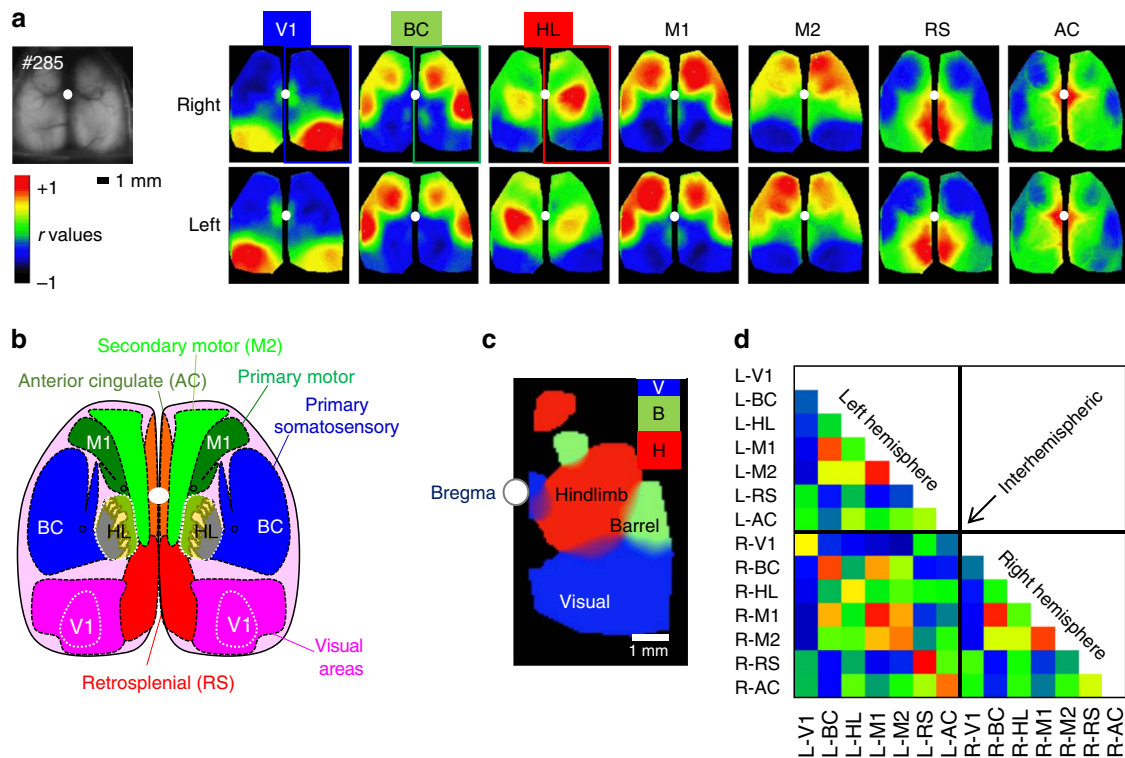 a
V1 BC HL M1 M2 RS AC
#285
Right
+1
1 mm
r values
–1
Left
b
Secondary motor (M2)
Anterior cingulate (AC)
Primary motor
Primary
somatosensory
M1 M1
BC HL HL BC
V1 V1
Visual
areas
Retrosplenial (RS)
c
V
B
H
Bregma
Hindlimb
Barrel
Visual
1 mm
d
L-V1
L-BC
L-HL
L-M1
L-M2
L-RS
L-AC
R-V1
R-BC
R-HL
R-M1
R-M2
R-RS
R-AC
Left hemisphere
Interhemispheric
Right hemisphere
L-V1 L-BC L-HL L-M1 L-M2 L-RS L-AC R-V1 R-BC R-HL R-M1 R-M2 R-RS R-AC